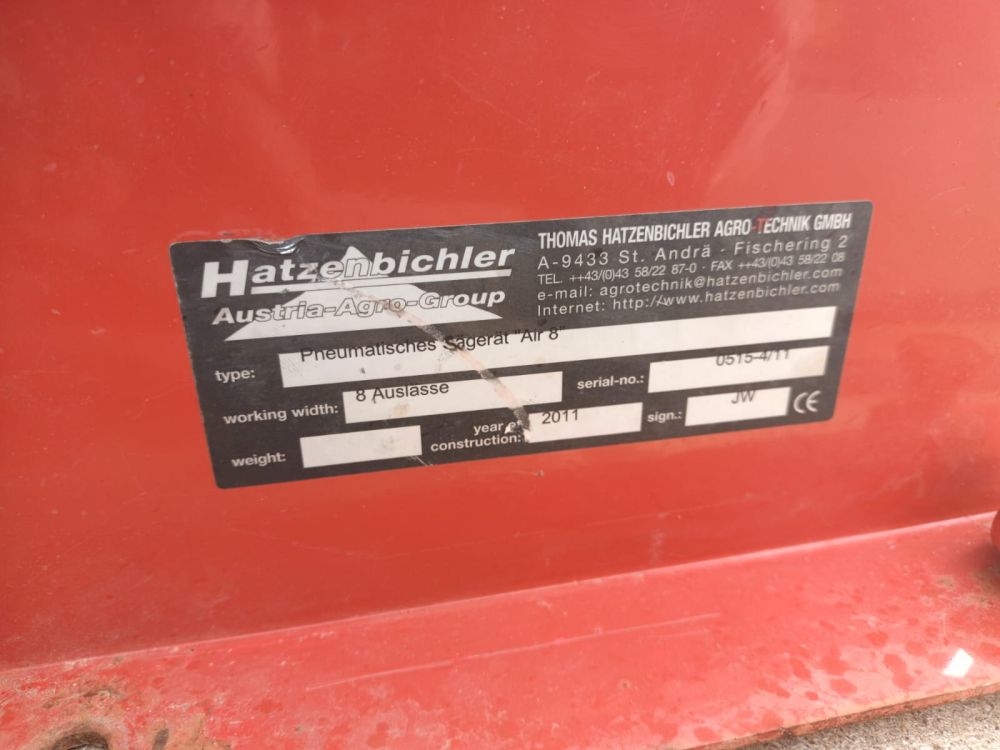 Hatzenbichler
Austria-Agro-Group
THOMAS HATZENBICHLER AGRO-TECHNIK GMBH
A-9433 St. Andrä · Fischering 2
TEL. ++43/(0)43 58/22 87-0 · FAX ++43/(0)43 58/22 08
e-mail: agrotechnik@hatzenbichler.com
Internet: http://www.hatzenbichler.com
type: Pneumatisches Sägerät "Air 8"
working width: 8 Auslässe
serial-no.: 0515-4/11
weight:
year of construction: 2011
sign.: JW
CE